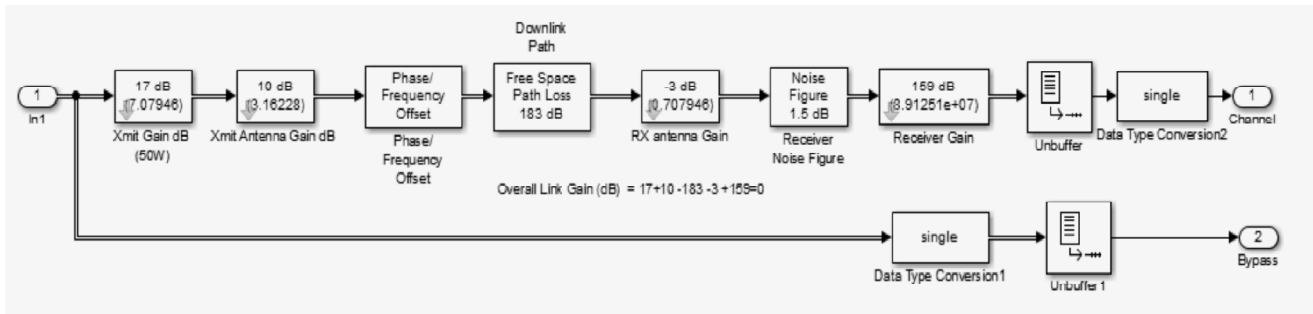 Downlink
Path
1
In1
17 dB
(7.07946)
Xmit Gain dB
(50W)
10 dB
(3.16228)
Xmit Antenna Gain dB
Phase/
Frequency
Offset
Phase/
Frequency
Offset
Free Space
Path Loss
183 dB
-3 dB
(0.707946)
RX antenna Gain
Noise
Figure
1.5 dB
Receiver
Noise Figure
159 dB
(8.91251e+07)
Receiver Gain
Unbuffer
single
Data Type Conversion2
1
Channel
Overall Link Gain (dB) = 17+10 -183 -3 +159=0
single
Data Type Conversion1
Unbuffer1
2
Bypass